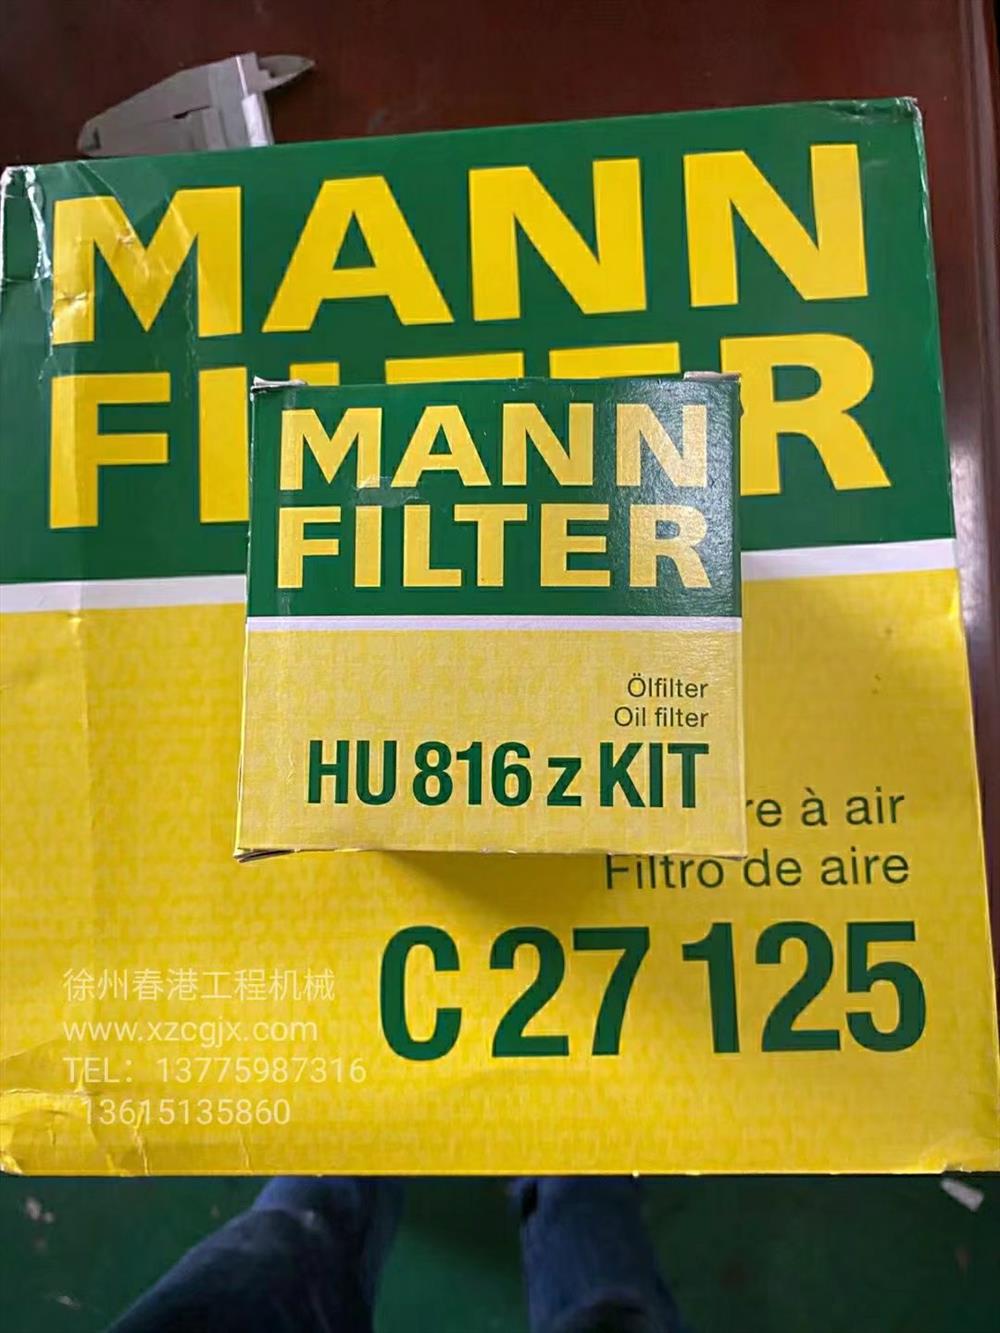 MANN
FILTER
MANN
FILTER
Ölfilter
Oil filter
HU 816 z KIT
re à air
Filtro de aire
C 27 125
徐州春港工程机械
www.xzcgjx.com
TEL：13775987316
13615135860